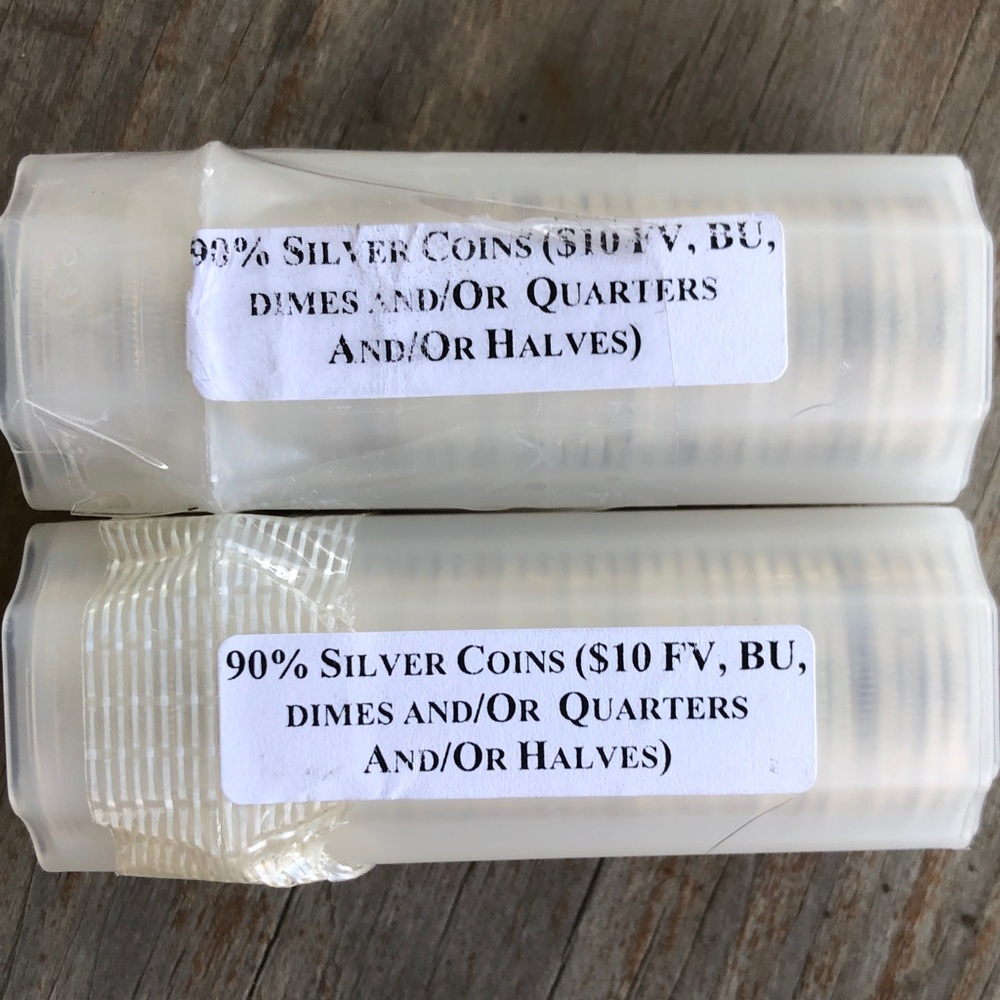 90% SILVER COINS ($10 FV, BU,
DIMES AND/OR QUARTERS
AND/OR HALVES)
90% SILVER COINS ($10 FV, BU,
DIMES AND/OR QUARTERS
AND/OR HALVES)